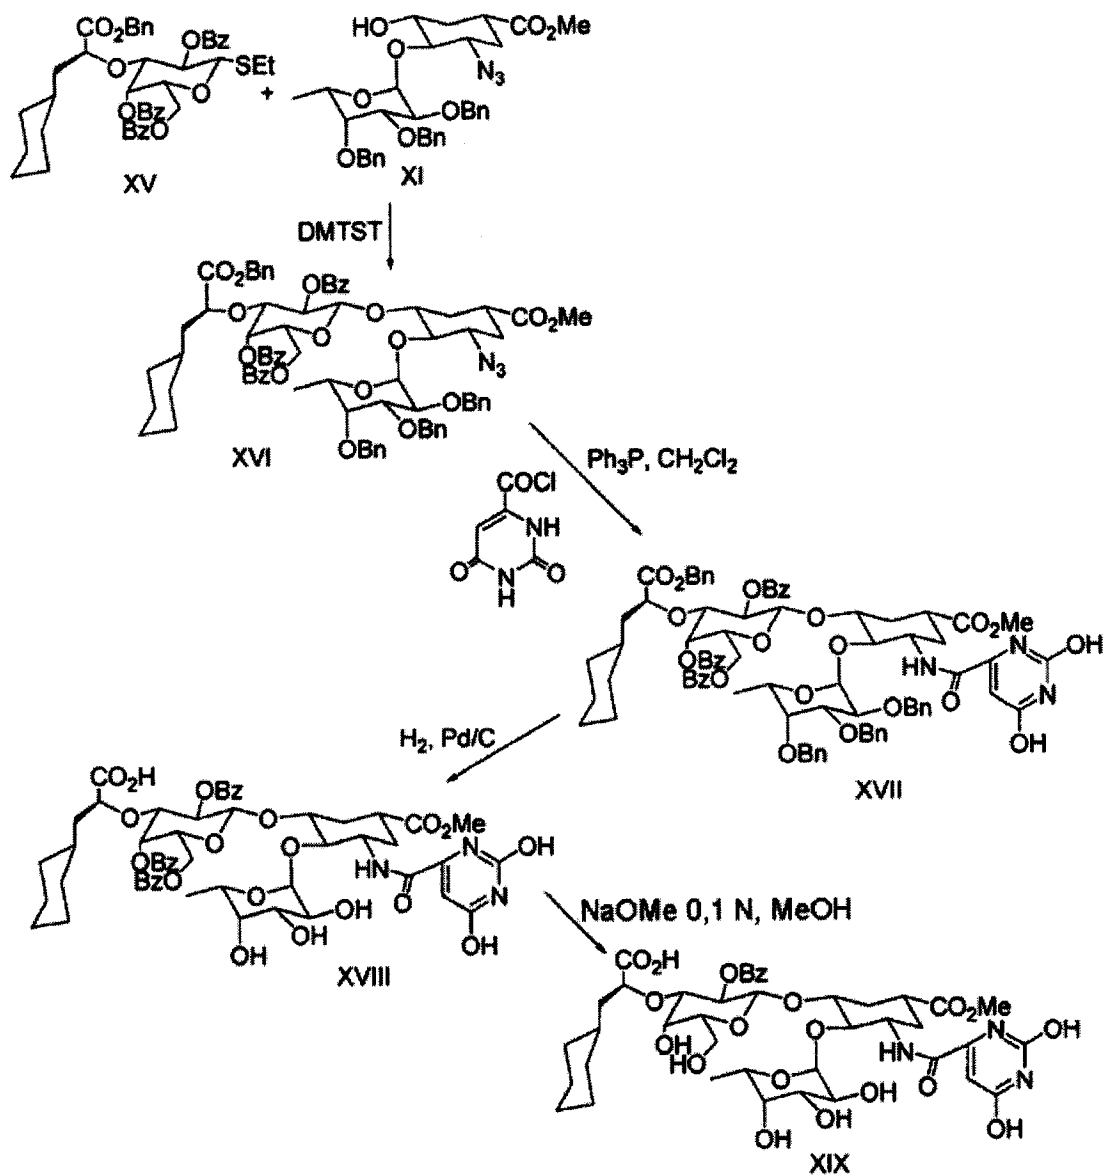 CO₂Bn
OBz
O
SEt
O
OBz
BzO
XV
+
HO
CO₂Me
O
N₃
O
OBn
OBn
OBn
XI
DMTST
CO₂Bn
OBz
O
O
CO₂Me
O
O
N₃
OBz
BzO
O
OBn
OBn
OBn
XVI
Ph₃P, CH₂Cl₂
COCl
NH
O
N
H
O
CO₂Bn
OBz
O
O
CO₂Me
O
O
HN
O
N
OH
N
OH
OBz
BzO
O
OBn
OBn
OBn
XVII
H₂, Pd/C
CO₂H
OBz
O
O
CO₂Me
O
O
HN
O
N
OH
N
OH
OBz
BzO
O
OH
OH
OH
XVIII
NaOMe 0,1 N, MeOH
CO₂H
OBz
O
O
CO₂Me
O
O
HN
O
N
OH
N
OH
OH
HO
O
OH
OH
OH
XIX